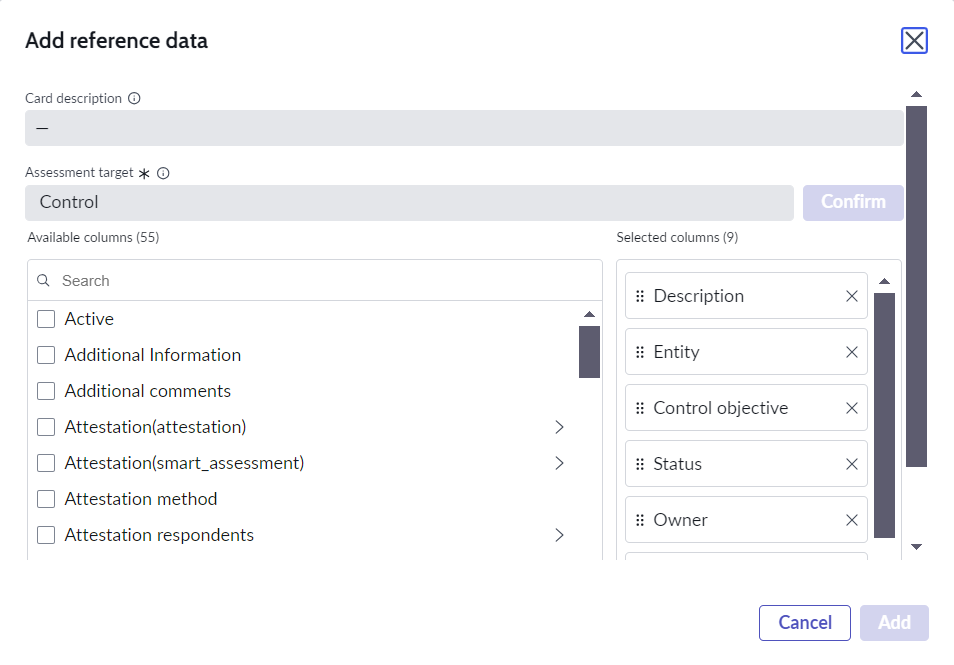 Add reference data
Card description
—
Assessment target *
Control
Confirm
Available columns (55)
Selected columns (9)
Search
Active
Additional Information
Additional comments
Attestation(attestation)
Attestation(smart_assessment)
Attestation method
Attestation respondents
Description
Entity
Control objective
Status
Owner
Cancel
Add